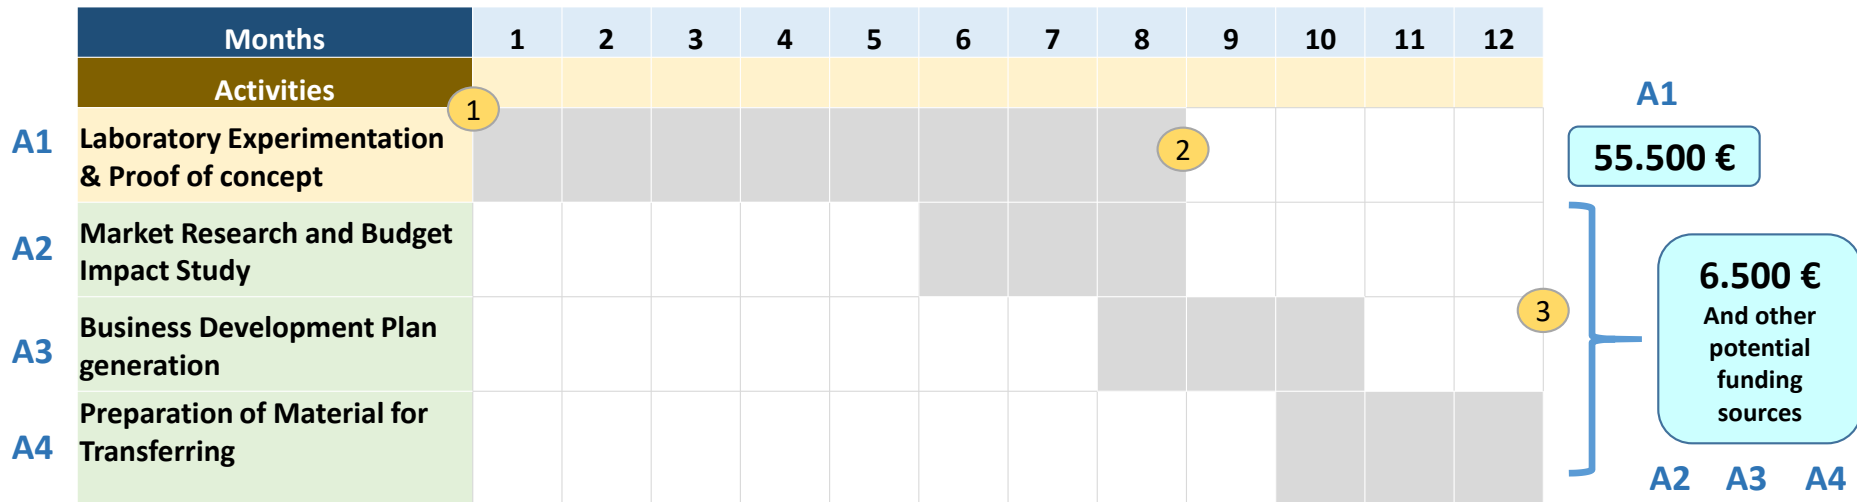 Months 1 2 3 4 5 6 7 8 9 10 11 12
Activities
1
A1
A1
Laboratory Experimentation
& Proof of concept
2
55.500 €
A2
Market Research and Budget
Impact Study
A3
Business Development Plan
generation
3
6.500 €
And other
potential
funding
sources
A4
Preparation of Material for
Transferring
A2 A3 A4